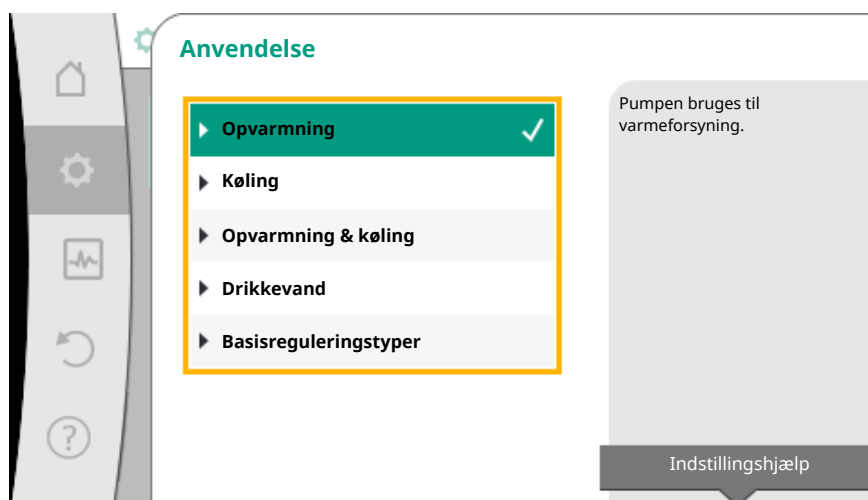 Anvendelse
Opvarmning
Køling
Opvarmning & køling
Drikkevand
Basisreguleringstyper
Pumpen bruges til
varmeforsyning.
Indstillingshjælp
?